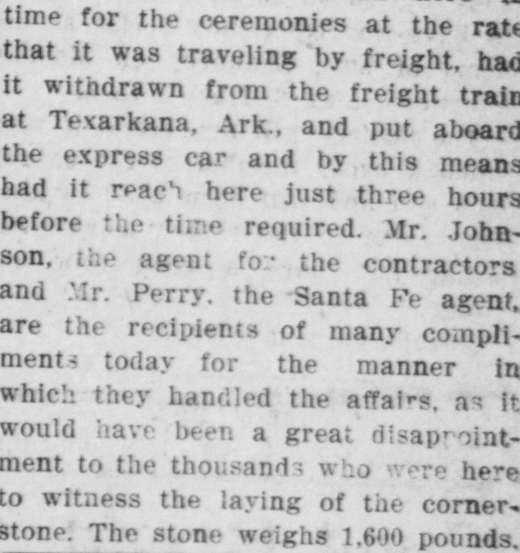 time for the ceremonies at the rate
that it was traveling by freight, had
it withdrawn from the freight train
at Texarkana, Ark., and put aboard
the express car and by this means
had it reach here just three hours
before the time required. Mr. John-
son, the agent for the contractors
and Mr. Perry. the Santa Fe agent,
are the recipients of many compli-
ments today for the manner in
which they handled the affairs, as it
would have been a great disappoint-
ment to the thousands who were here
to witness the laying of the corner-
stone. The stone weighs 1,600 pounds.